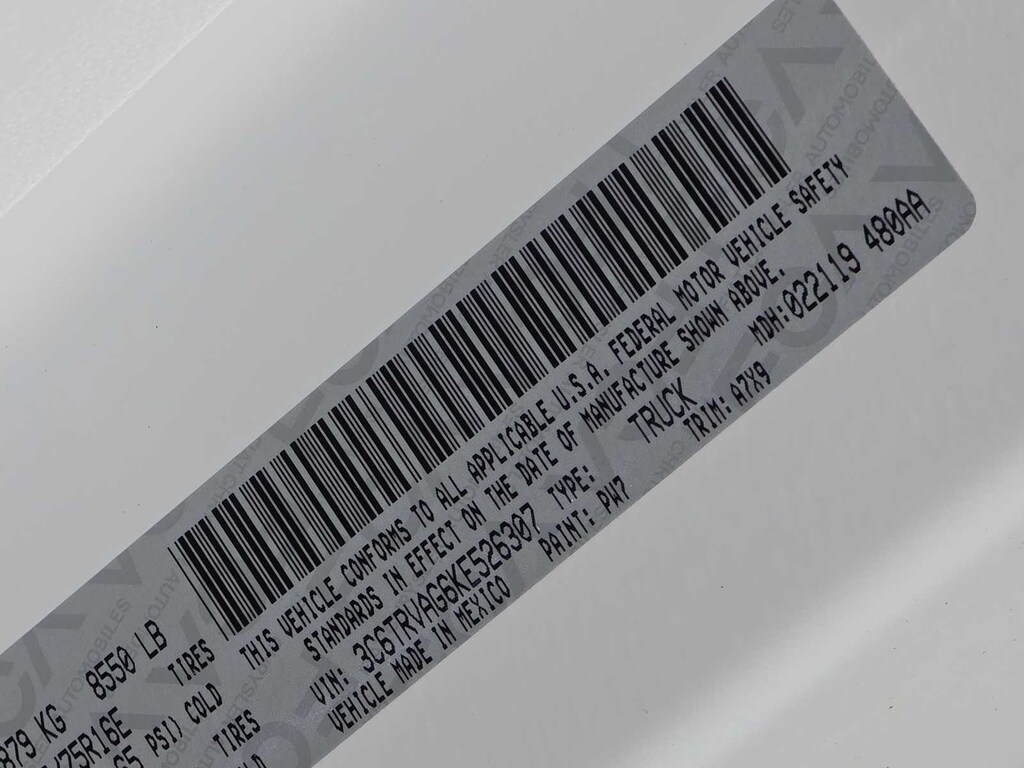 879 KG 8550 LB
/75R16E TIRES
65 PSI) COLD
TIRES
THIS VEHICLE CONFORMS TO ALL APPLICABLE U.S.A. FEDERAL MOTOR VEHICLE SAFETY
STANDARDS IN EFFECT ON THE DATE OF MANUFACTURE SHOWN ABOVE.
VIN: 3C6TRVAG6KE526307 TYPE: TRUCK MDH:022119 480AA
VEHICLE MADE IN MEXICO PAINT: PW7 TRIM: A7X9